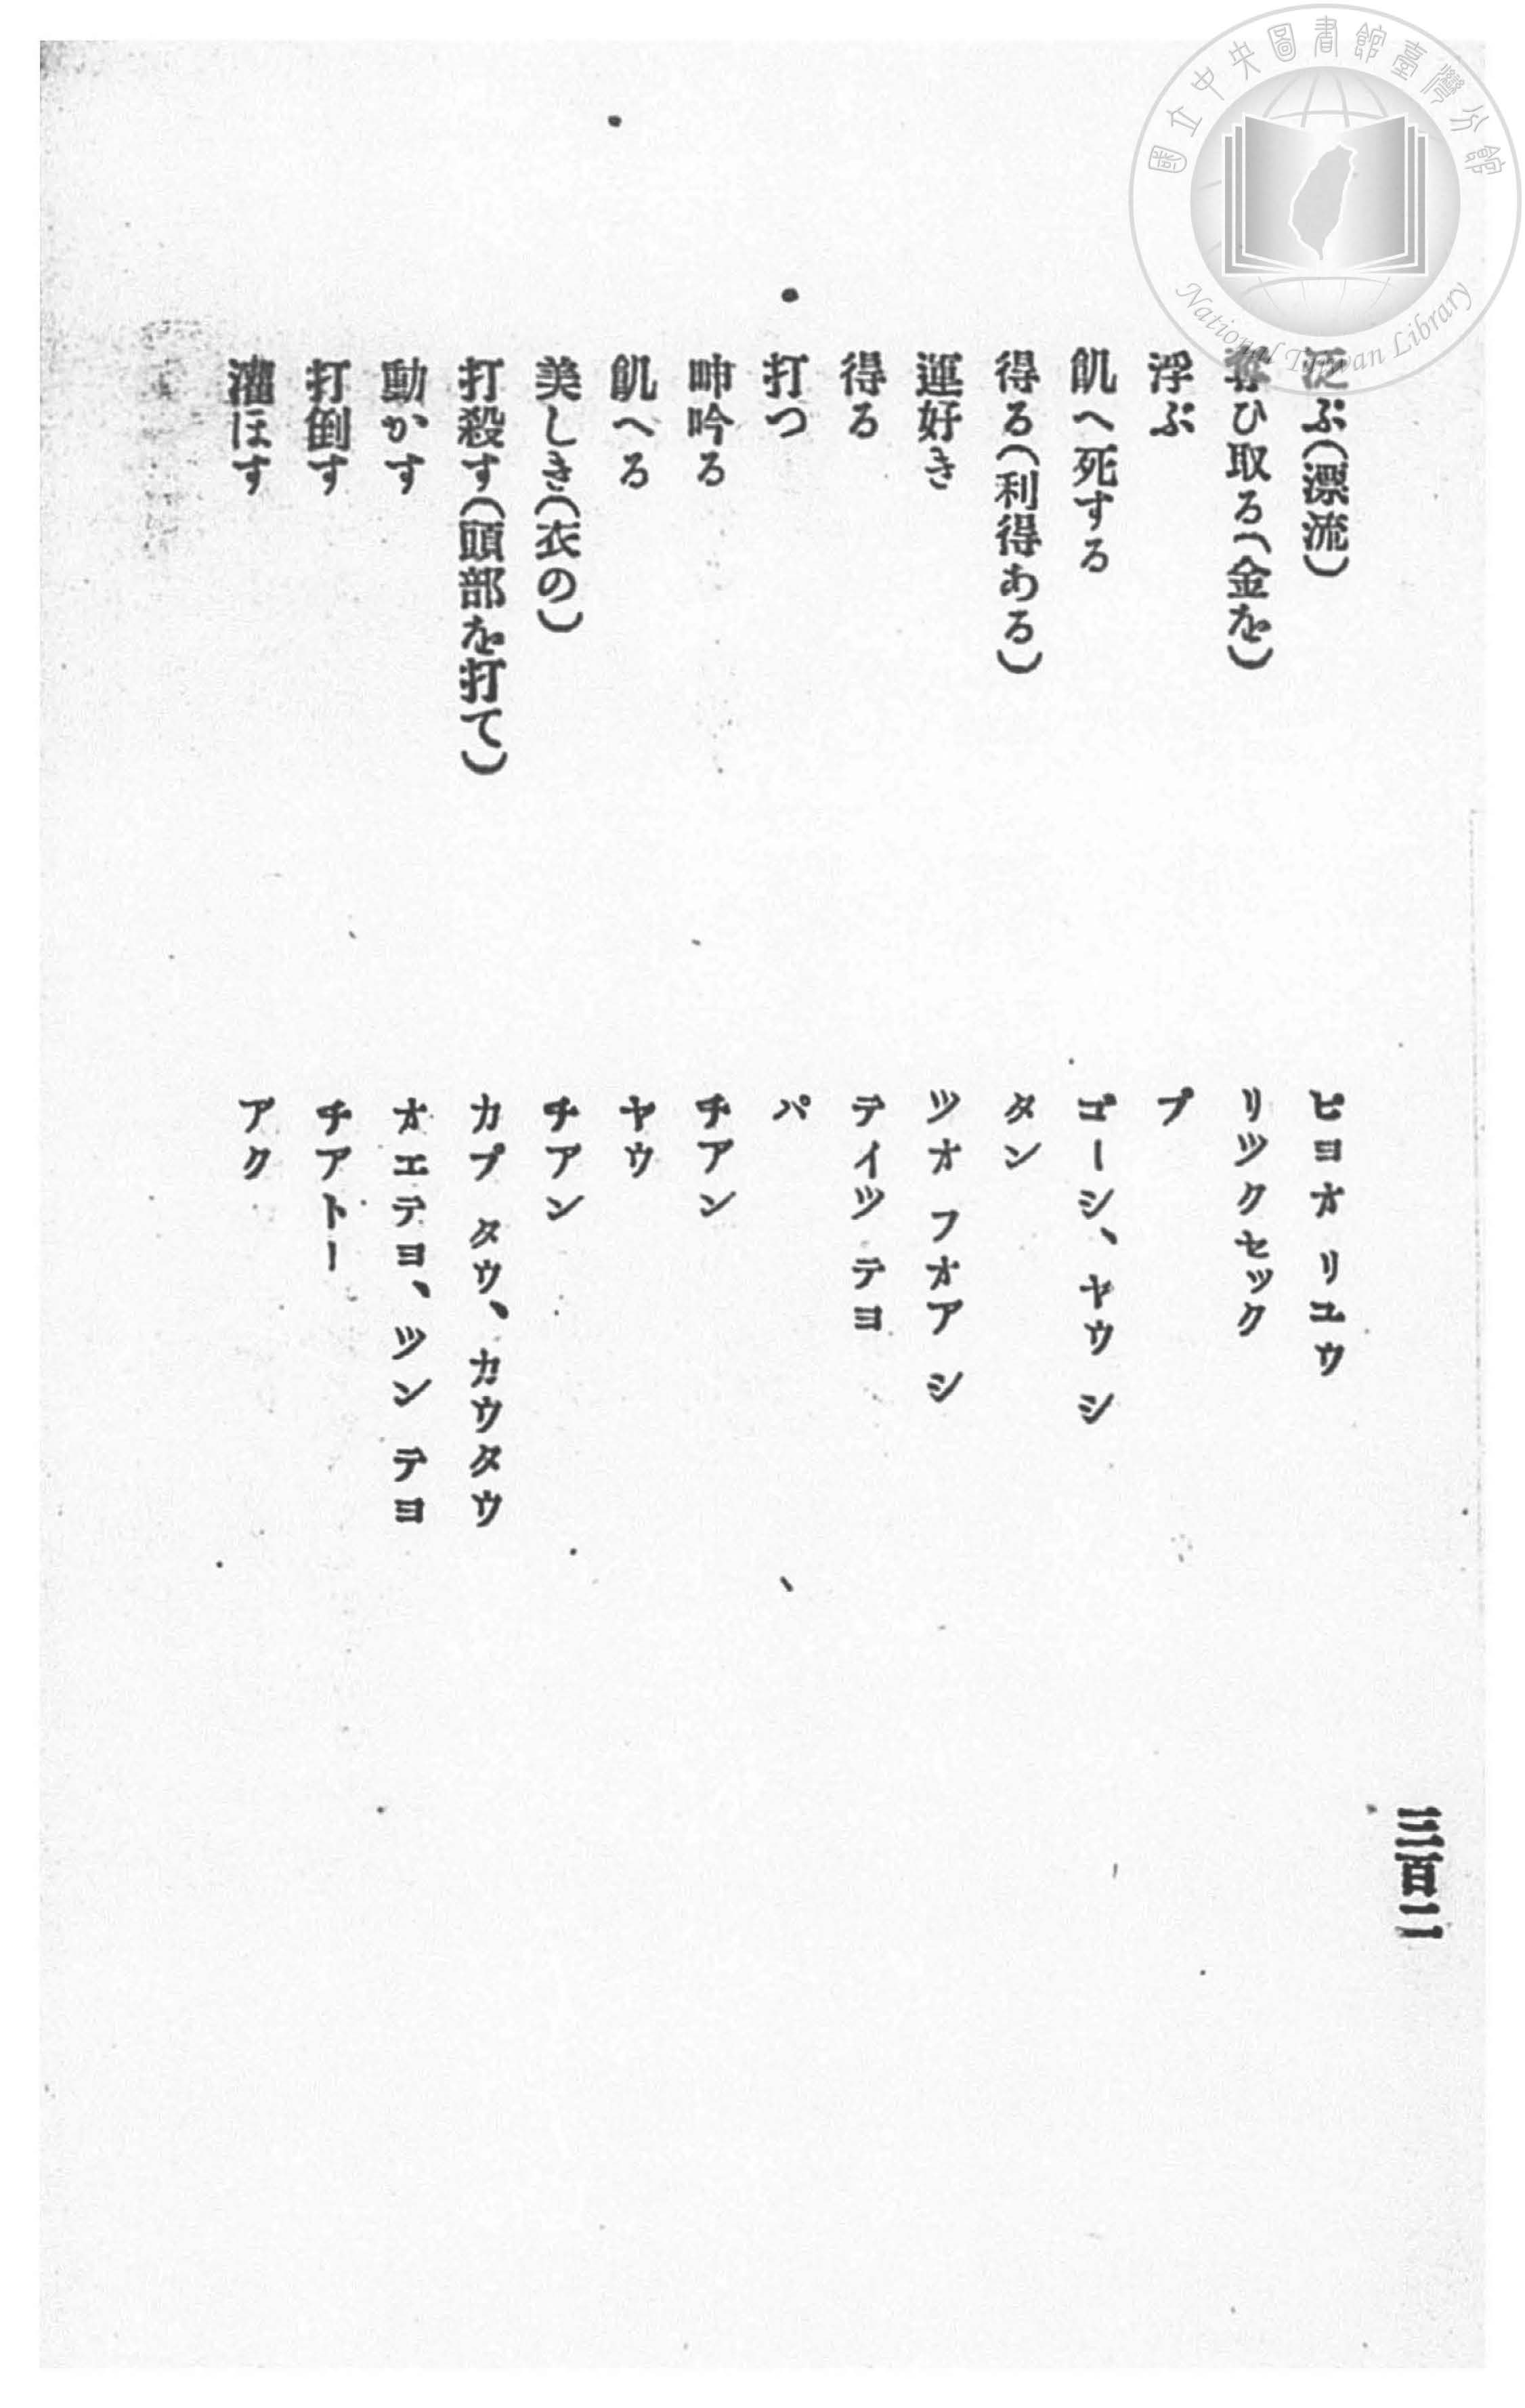 三百二
泛ぶ(漂流) ピヨオ リユウ
奪ひ取る(金を) リツクセック
浮ぶ プ
飢へ死する ゴーシ、ヤウ シ
得る(利得ある) タン
運好き ツオ フオア シ
得る テイツ テヨ
打つ パ
呻吟る チアン
飢へる ヤウ
美しき(衣の) チアン
打殺す(頭部を打て) カプ タウ、カウタウ
動かす オエテヨ、ツン テヨ
打倒す チアトー
溜ほす アク
國立中央圖書館臺灣分館
National Taiwan Library